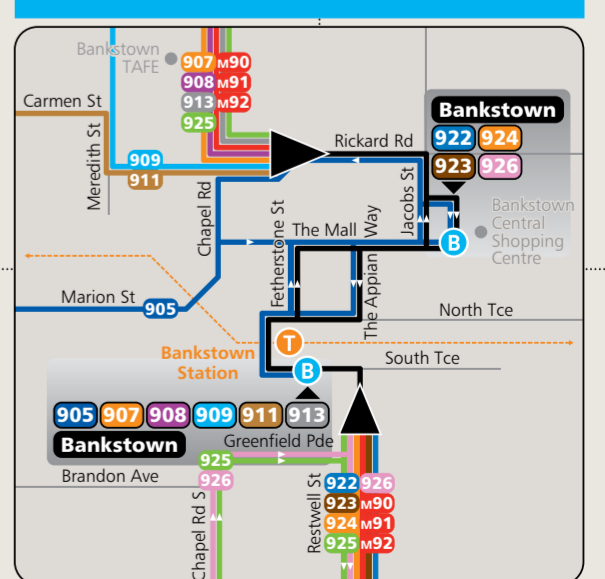 Bankstown
TAFE
907 M90
908 M91
913 M92
925
Carmen St
Meredith St
909
911
Rickard Rd
Bankstown
922 924
923 926
Chapel Rd
Fetherstone St
The Mall
The Appian Way
Jacobs St
B
Bankstown
Central
Shopping
Centre
Marion St 905
North Tce
T
Bankstown
Station
South Tce
B
905 907 908 909 911 913
Bankstown
Greenfield Pde
925
926
Brandon Ave
Chapel Rd S
Restwell St
922 926
923 M90
924 M91
925 M92